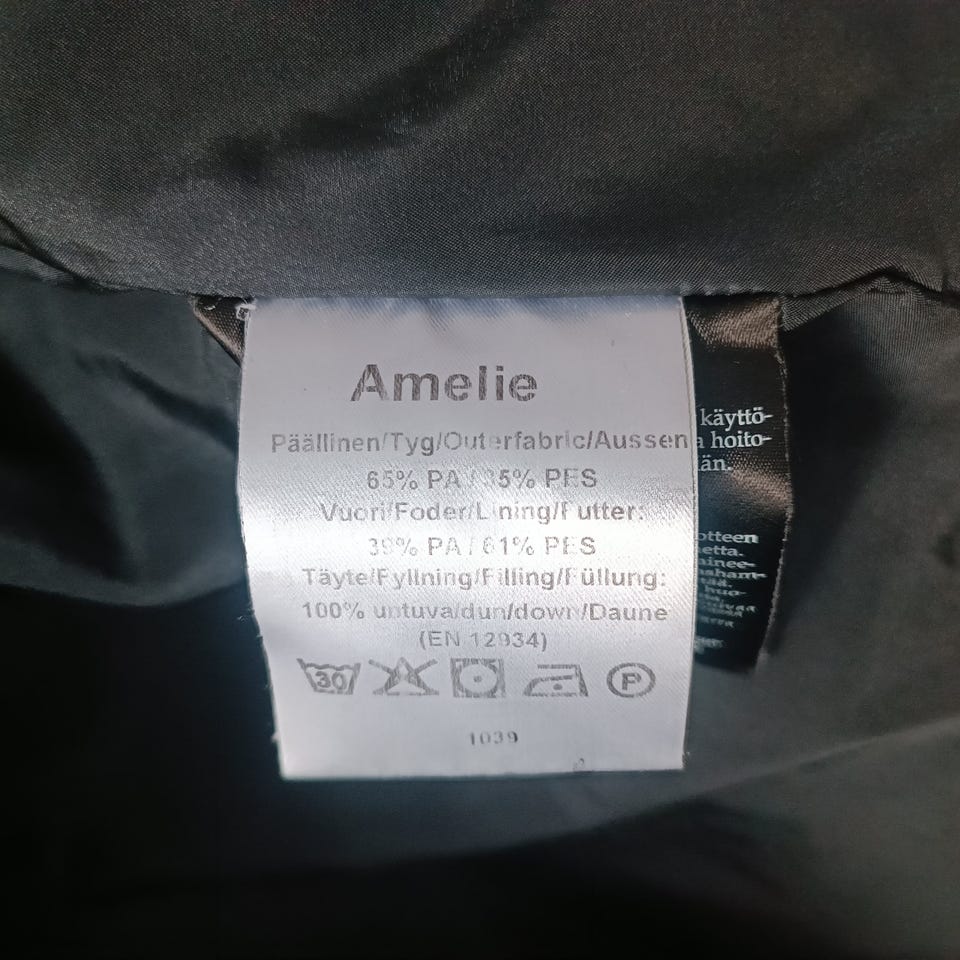 Amelie
Päällinen/Tyg/Outerfabric/Aussen
65% PA / 35% PES
Vuori/Foder/Lining/Futter:
39% PA / 61% PES
Täyte/Fyllning/Filling/Füllung:
100% untuva/dun/down/Daune
(EN 12934)
30 P
1039
käyttö-
hoito-